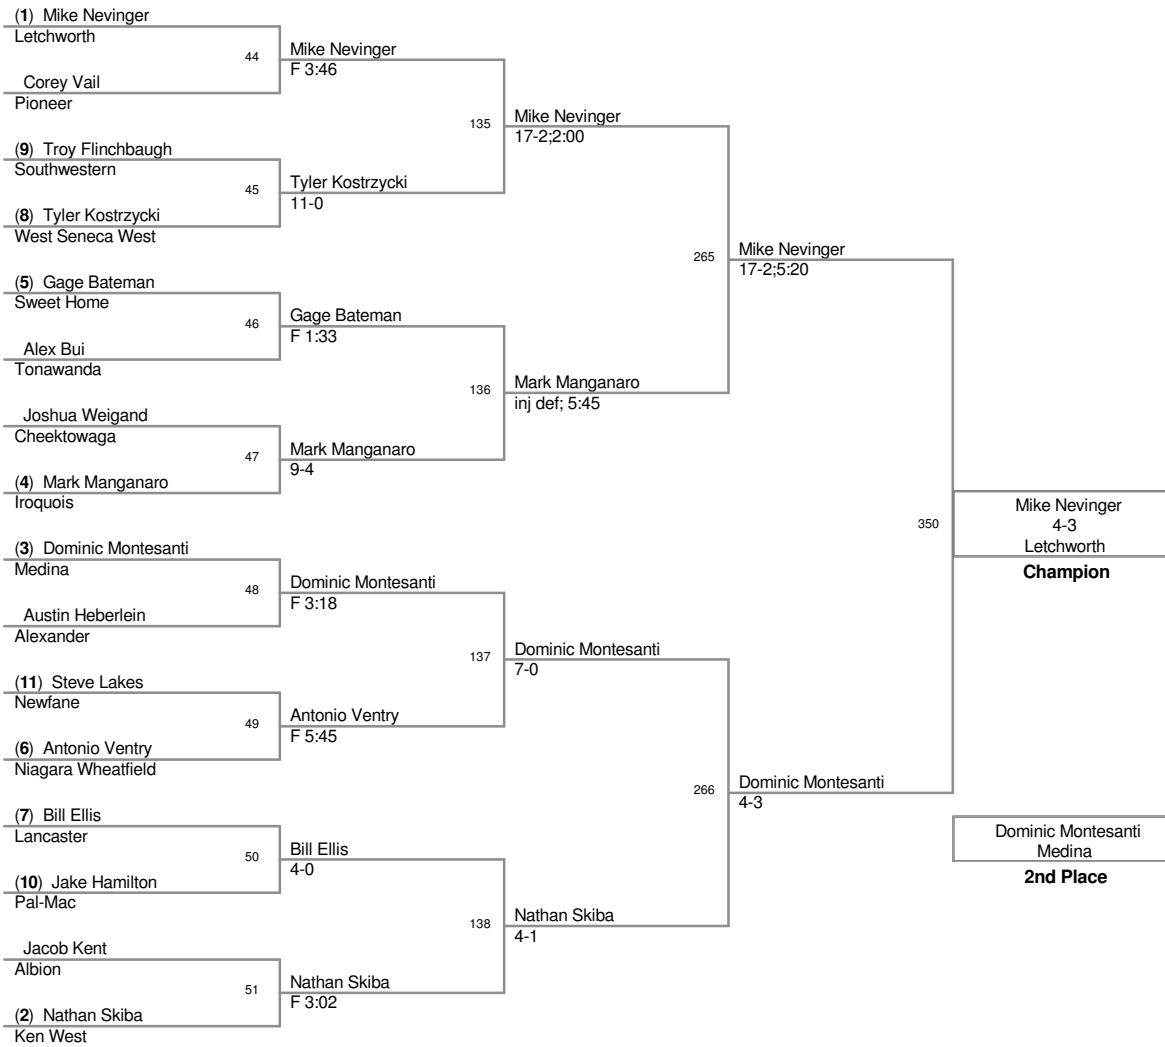 (1) Mike Nevinger
Letchworth
44
Corey Vail
Pioneer
(9) Troy Flinchbaugh
Southwestern
45
(8) Tyler Kostrzycki
West Seneca West
(5) Gage Bateman
Sweet Home
46
Alex Bui
Tonawanda
Joshua Weigand
Cheektowaga
47
(4) Mark Manganaro
Iroquois
(3) Dominic Montesanti
Medina
48
Austin Heberlein
Alexander
(11) Steve Lakes
Newfane
49
(6) Antonio Ventry
Niagara Wheatfield
(7) Bill Ellis
Lancaster
50
(10) Jake Hamilton
Pal-Mac
Jacob Kent
Albion
51
(2) Nathan Skiba
Ken West
Mike Nevinger
F 3:46
135
Tyler Kostrzycki
11-0
Gage Bateman
F 1:33
136
Mark Manganaro
9-4
Dominic Montesanti
F 3:18
137
Antonio Ventry
F 5:45
Bill Ellis
4-0
138
Nathan Skiba
F 3:02
Mike Nevinger
17-2;2:00
265
Mark Manganaro
inj def; 5:45
Dominic Montesanti
7-0
266
Nathan Skiba
4-1
Mike Nevinger
17-2;5:20
350
Dominic Montesanti
4-3
Mike Nevinger
4-3
Letchworth
Champion
Dominic Montesanti
Medina
2nd Place